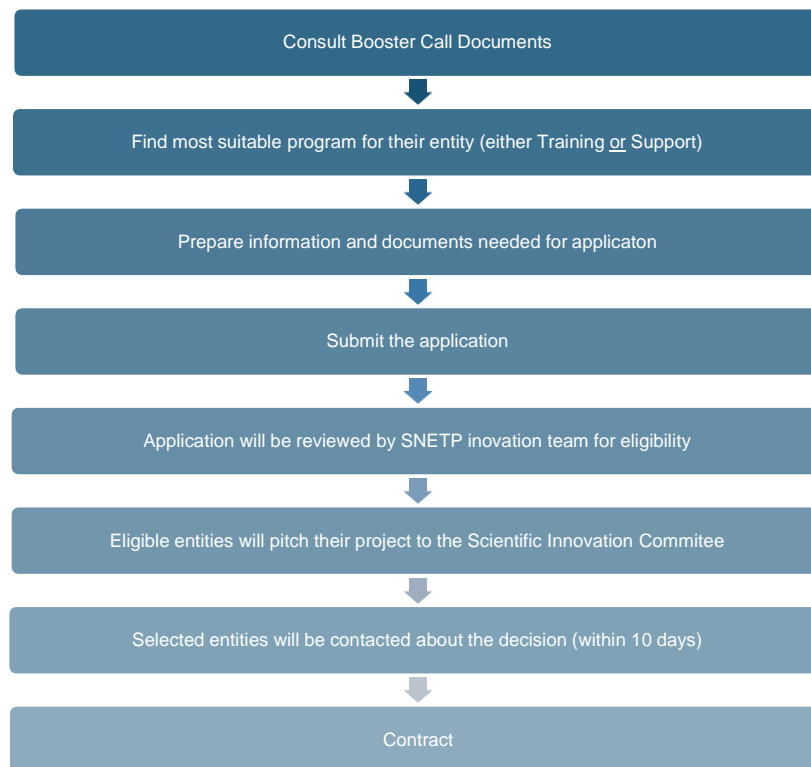 Consult Booster Call Documents
Find most suitable program for their entity (either Training or Support)
Prepare information and documents needed for applicaton
Submit the application
Application will be reviewed by SNETP inovation team for eligibility
Eligible entities will pitch their project to the Scientific Innovation Commitee
Selected entities will be contacted about the decision (within 10 days)
Contract